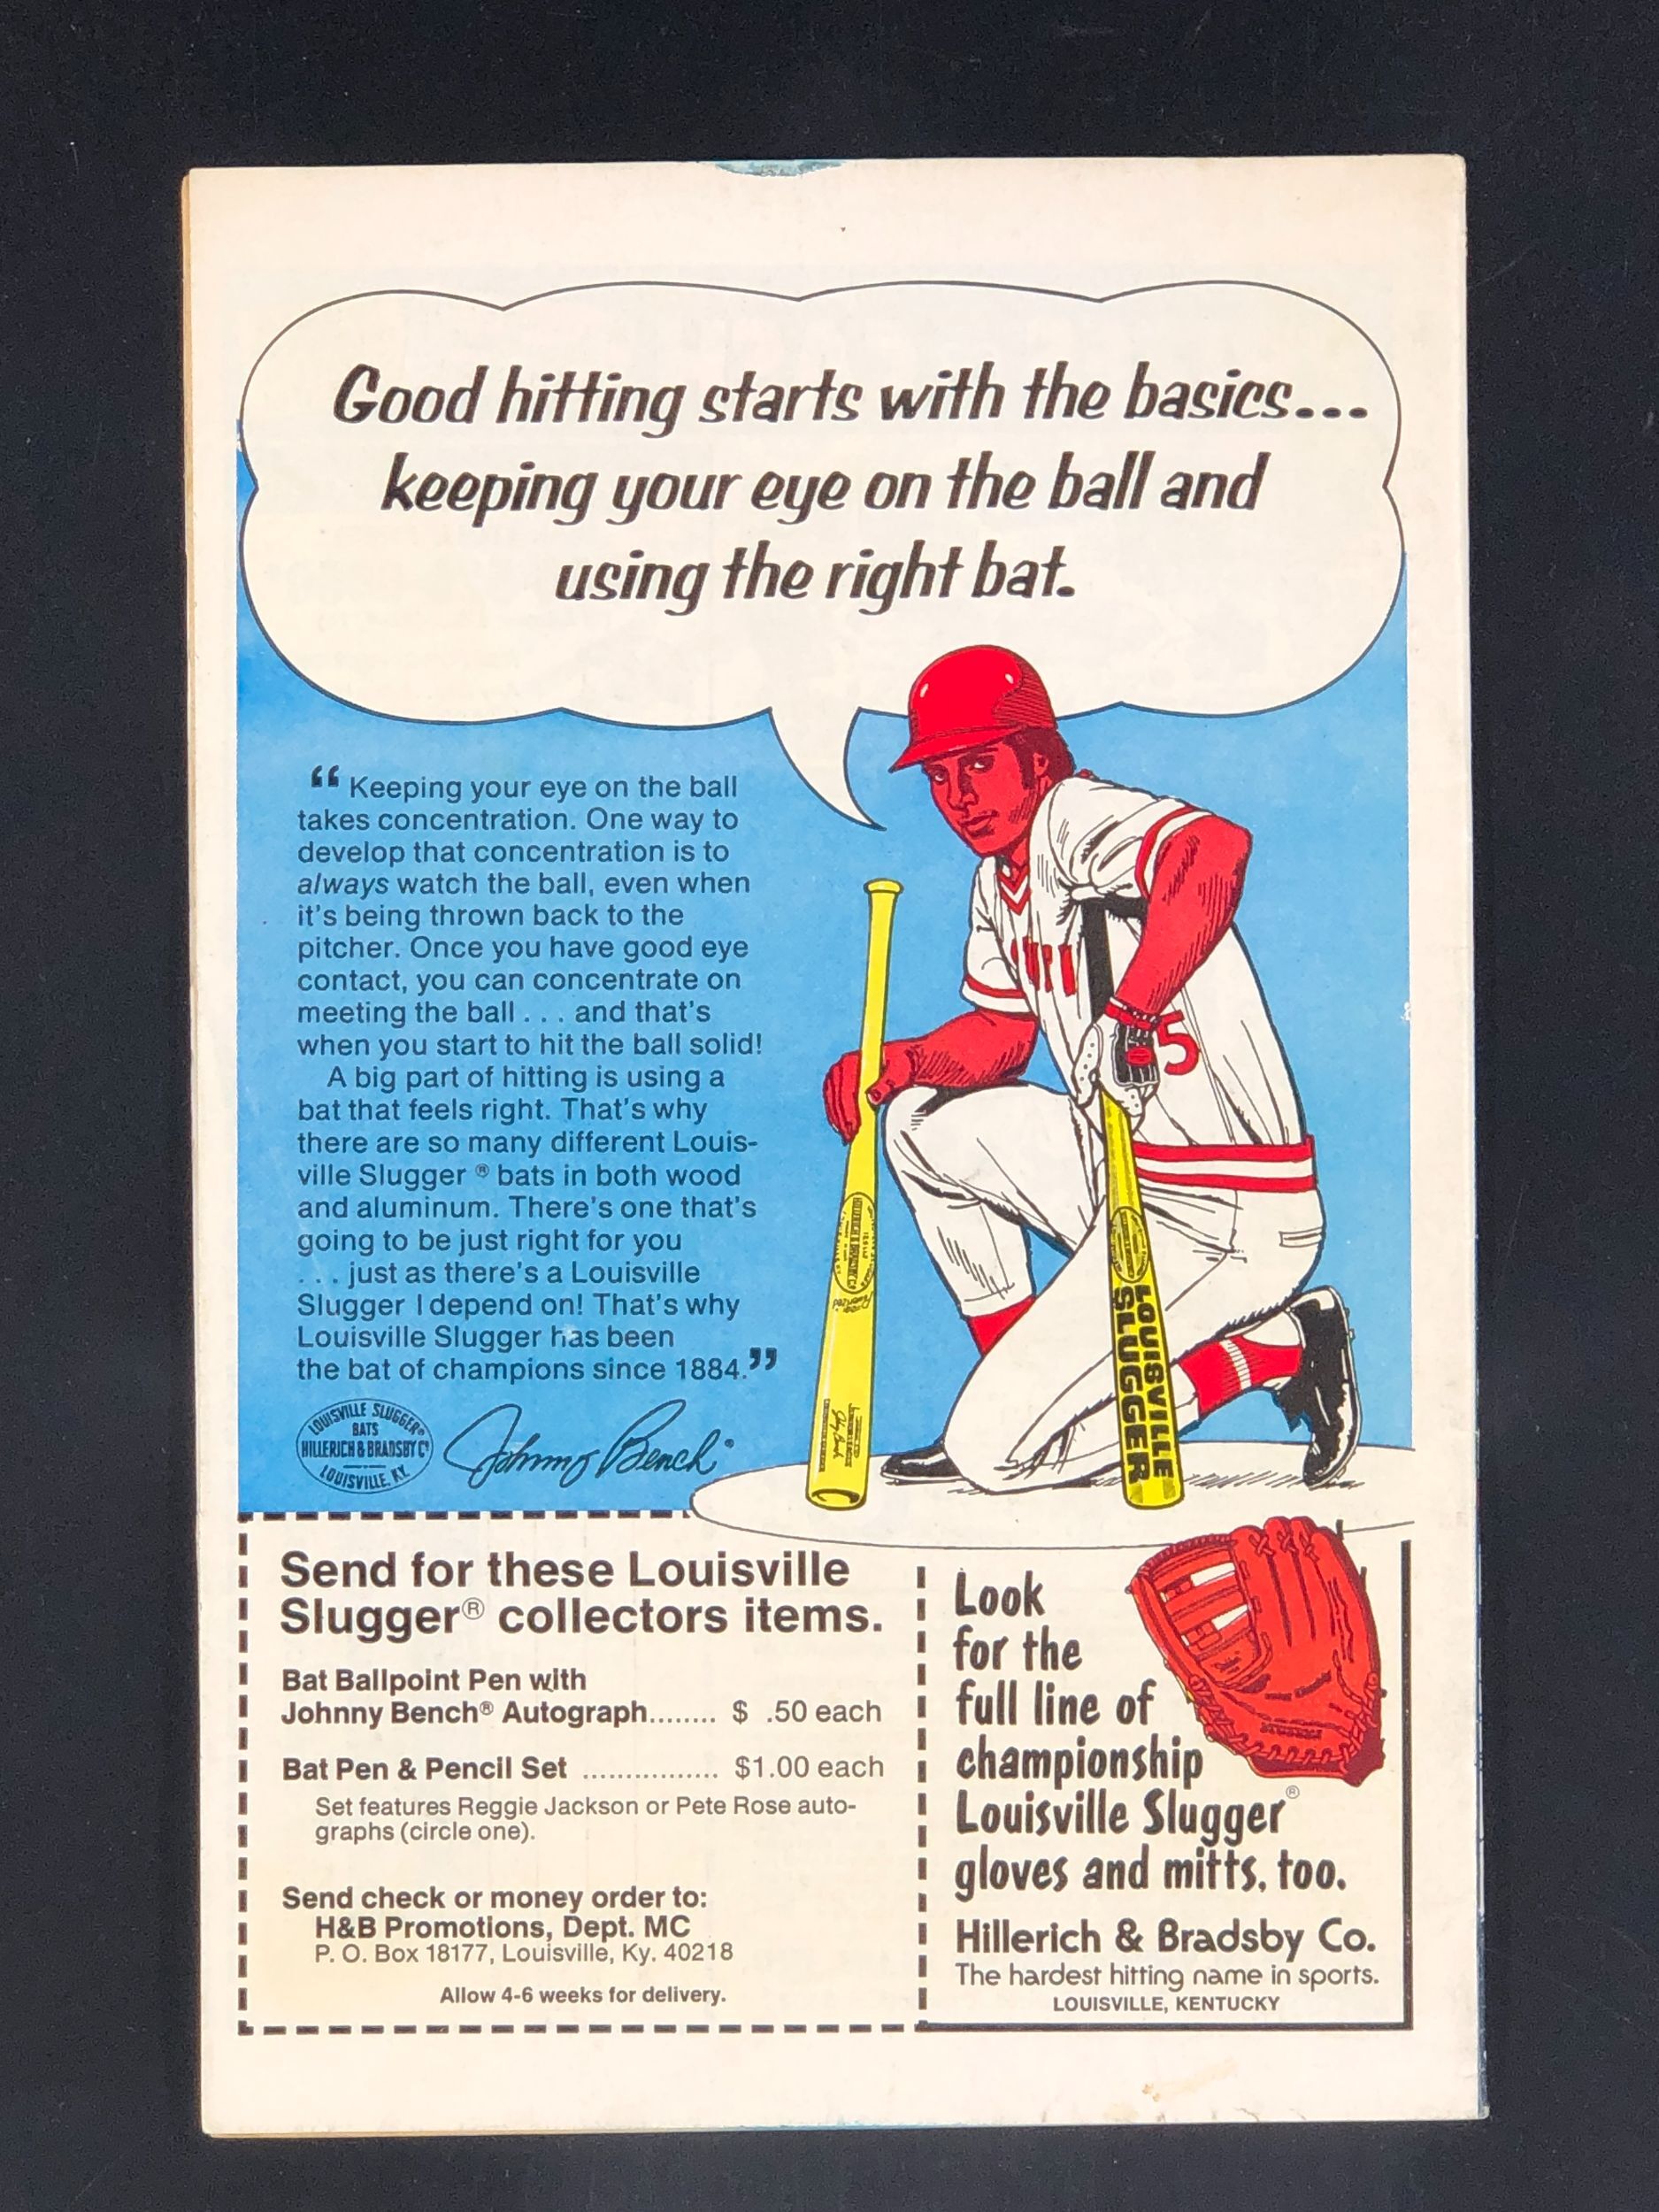 Good hitting starts with the basics...
keeping your eye on the ball and
using the right bat.
“ Keeping your eye on the ball
takes concentration. One way to
develop that concentration is to
always watch the ball, even when
it's being thrown back to the
pitcher. Once you have good eye
contact, you can concentrate on
meeting the ball . . . and that's
when you start to hit the ball solid!
A big part of hitting is using a
bat that feels right. That's why
there are so many different Louis-
ville Slugger ® bats in both wood
and aluminum. There's one that's
going to be just right for you
. . . just as there's a Louisville
Slugger I depend on! That's why
Louisville Slugger has been
the bat of champions since 1884.”
LOUISVILLE SLUGGER®
BATS
HILLERICH & BRADSBY Cº
LOUISVILLE. KY.
Johnny Bench®
5
LOUISVILLE
SLUGGER
Send for these Louisville
Slugger® collectors items.
Bat Ballpoint Pen with
Johnny Bench® Autograph........ $ .50 each
Bat Pen & Pencil Set ................ $1.00 each
Set features Reggie Jackson or Pete Rose auto-
graphs (circle one).
Send check or money order to:
H&B Promotions, Dept. MC
P. O. Box 18177, Louisville, Ky. 40218
Allow 4-6 weeks for delivery.
Look
for the
full line of
championship
Louisville Slugger®
gloves and mitts, too.
Hillerich & Bradsby Co.
The hardest hitting name in sports.
LOUISVILLE, KENTUCKY